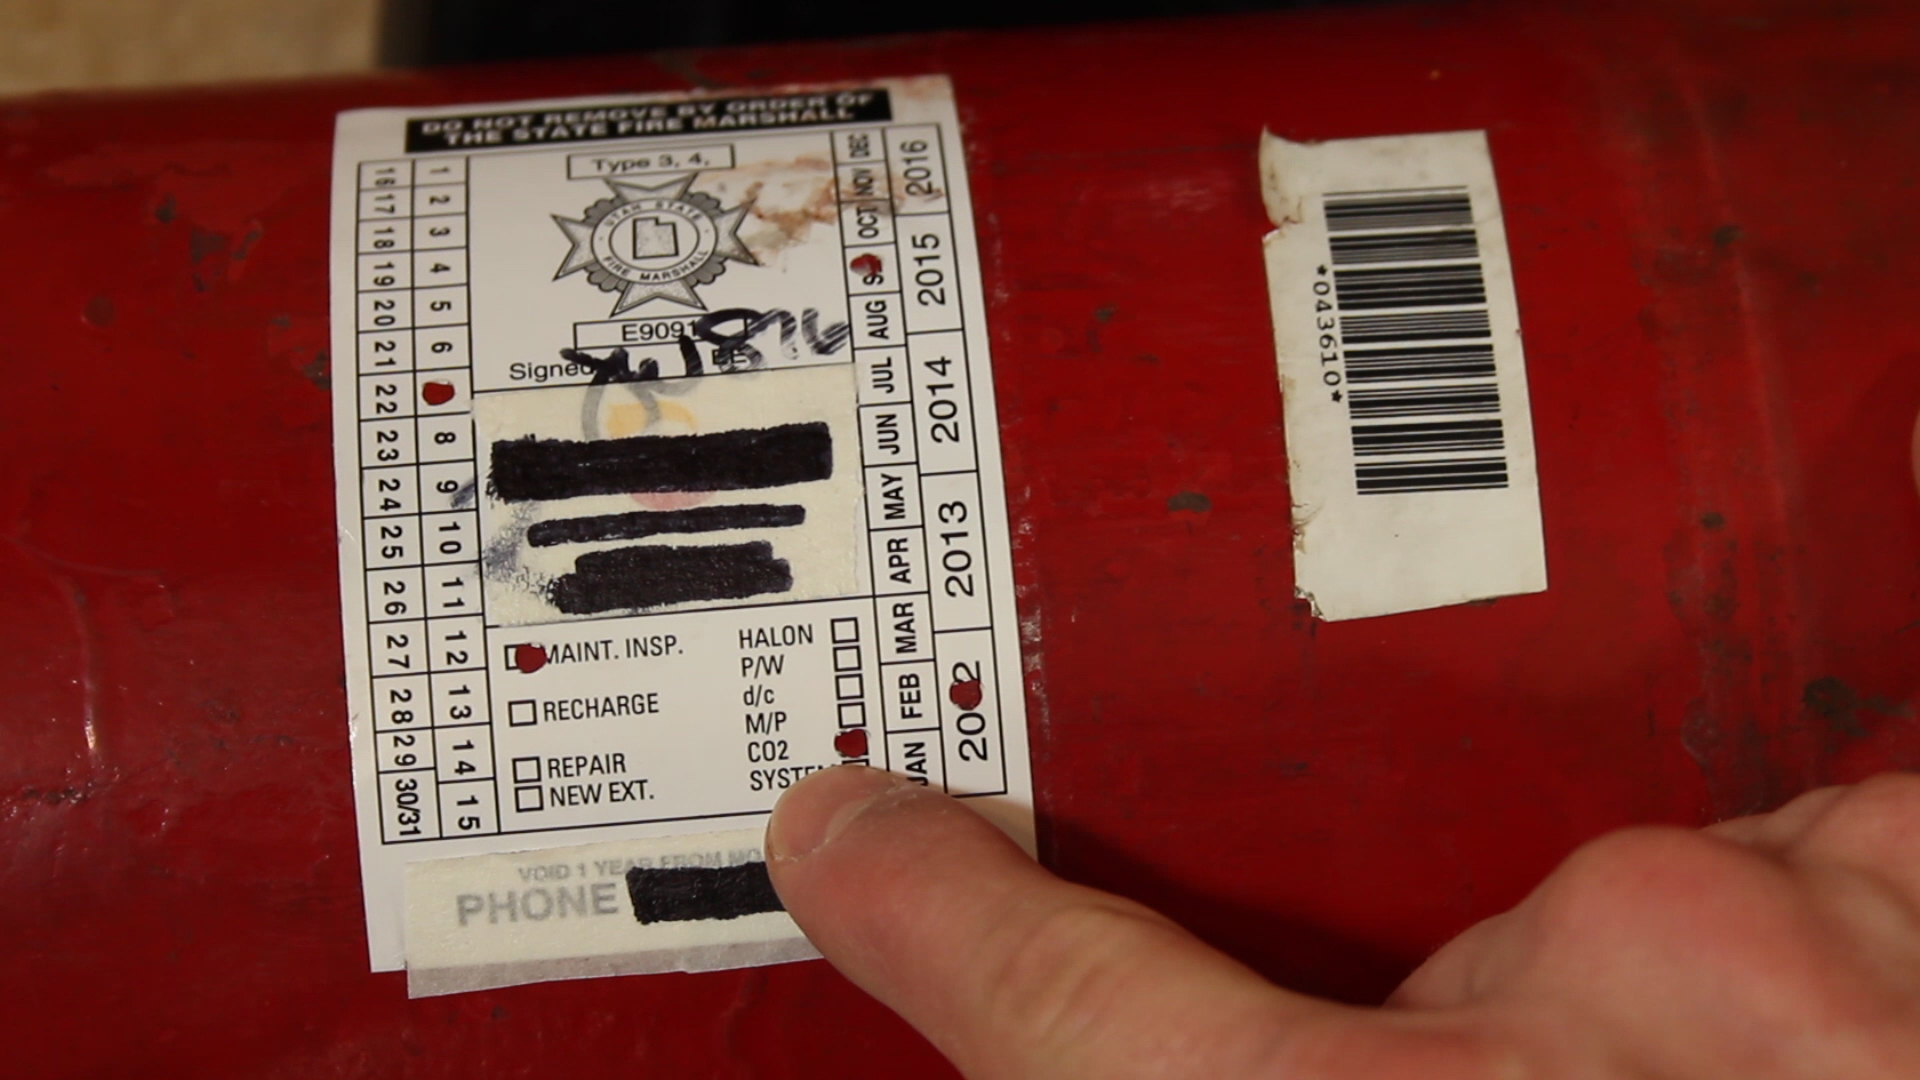 DO NOT REMOVE BY ORDER OF
THE STATE FIRE MARSHALL
Type 3, 4,
UTAH STATE
FIRE MARSHALL
E9091
Signed
16 1
17 2
18 3
19 4
20 5
21 6
22
23 8
24 9
25 10
26 11
27 12
28 13
29 14
30/31 15
MAINT. INSP.
RECHARGE
REPAIR
NEW EXT.
HALON
P/W
d/c
M/P
CO2
SYSTEM
JAN FEB MAR APR MAY JUN JUL AUG OCT NOV DEC
2013 2014 2015 2016
VOID 1 YEAR FROM
PHONE
*043610*